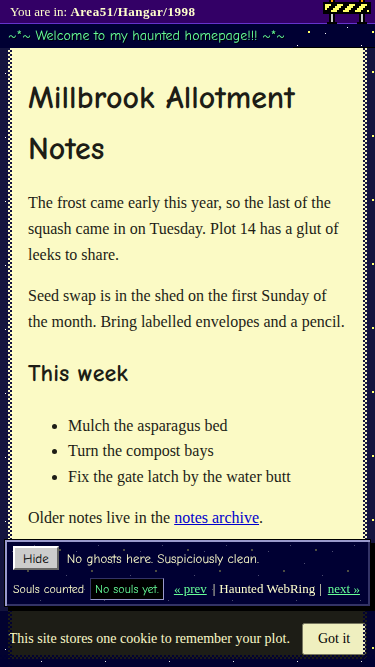 You are in: Area51/Hangar/1998
~*~ Welcome to my haunted homepage!!! ~*~
Millbrook Allotment
Notes
The frost came early this year, so the last of the
squash came in on Tuesday. Plot 14 has a glut of
leeks to share.
Seed swap is in the shed on the first Sunday of
the month. Bring labelled envelopes and a pencil.
This week
• Mulch the asparagus bed
• Turn the compost bays
• Fix the gate latch by the water butt
Older notes live in the notes archive.
Hide No ghosts here. Suspiciously clean.
Souls counted No souls yet. « prev | Haunted WebRing | next »
This site stores one cookie to remember your plot. Got it